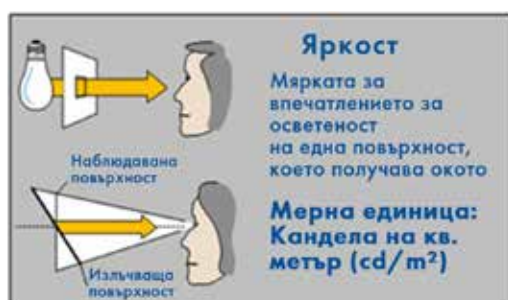 Яркост
Мярката за
впечатлението за
осветеност
на една повърхност,
което получава окото
Мерна единица:
Кандела на кв.
метър (cd/m²)
Наблюдавана
повърхност
Излъчваща
повърхност